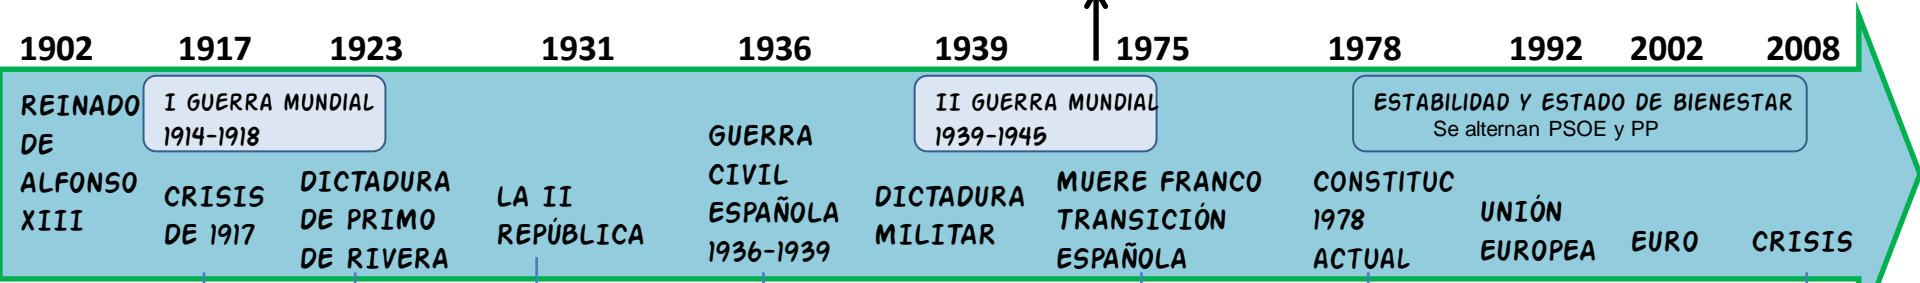 1902 1917 1923 1931 1936 1939 1975 1978 1992 2002 2008
REINADO
DE
ALFONSO
XIII
I GUERRA MUNDIAL
1914-1918
CRISIS
DE 1917
DICTADURA
DE PRIMO
DE RIVERA
LA II
REPÚBLICA
GUERRA
CIVIL
ESPAÑOLA
1936-1939
II GUERRA MUNDIAL
1939-1945
DICTADURA
MILITAR
MUERE FRANCO
TRANSICIÓN
ESPAÑOLA
ESTABILIDAD Y ESTADO DE BIENESTAR
Se alternan PSOE y PP
CONSTITUC
1978
ACTUAL
UNIÓN
EUROPEA
EURO
CRISIS